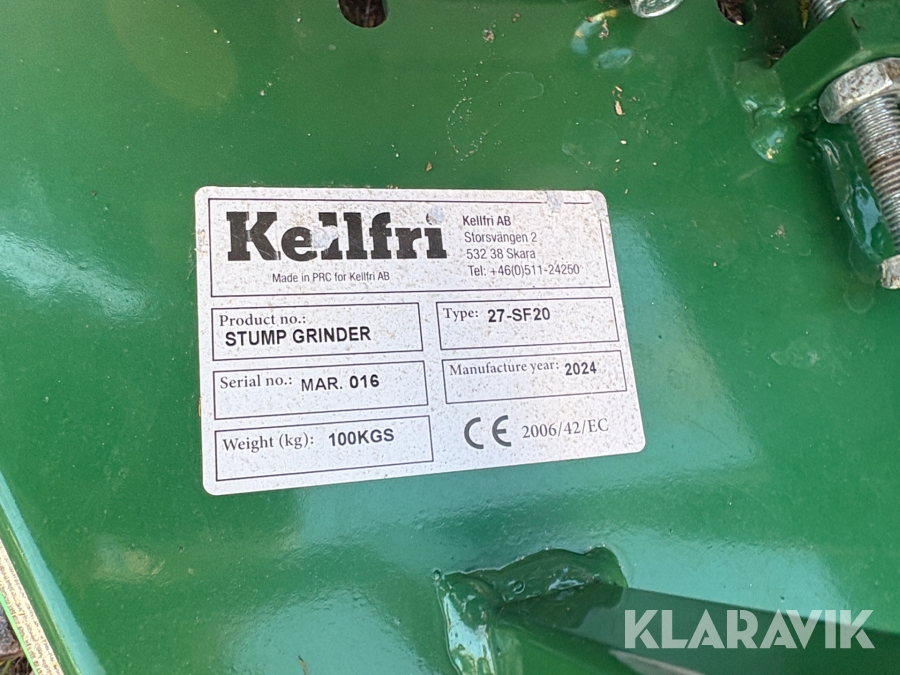 Kellfri
Made in PRC for Kellfri AB
Kellfri AB
Storsvängen 2
532 38 Skara
Tel: +46(0)511-24250
Product no.:
STUMP GRINDER
Type: 27-SF20
Serial no.: MAR. 016
Manufacture year: 2024
Weight (kg): 100KGS
CE 2006/42/EC
KLARAVIK